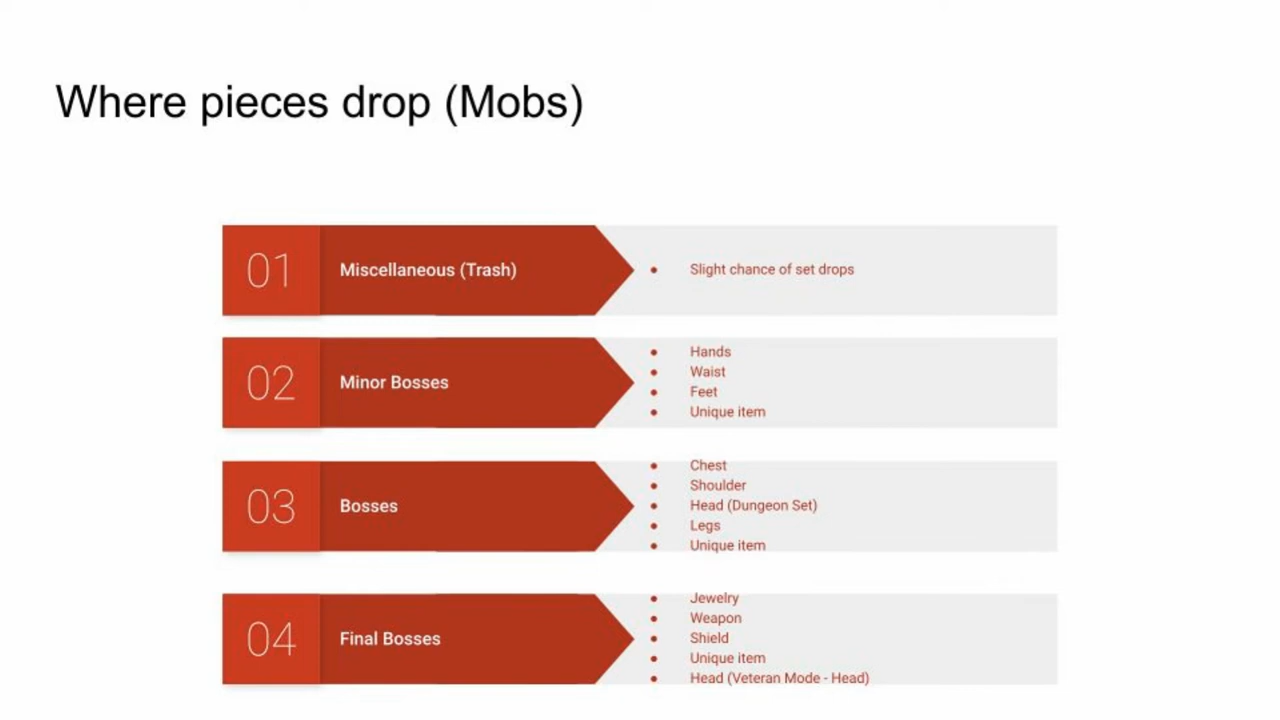 Where pieces drop (Mobs)
01
Miscellaneous (Trash)
● Slight chance of set drops
02
Minor Bosses
● Hands
● Waist
● Feet
● Unique item
03
Bosses
● Chest
● Shoulder
● Head (Dungeon Set)
● Legs
● Unique item
04
Final Bosses
● Jewelry
● Weapon
● Shield
● Unique item
● Head (Veteran Mode - Head)